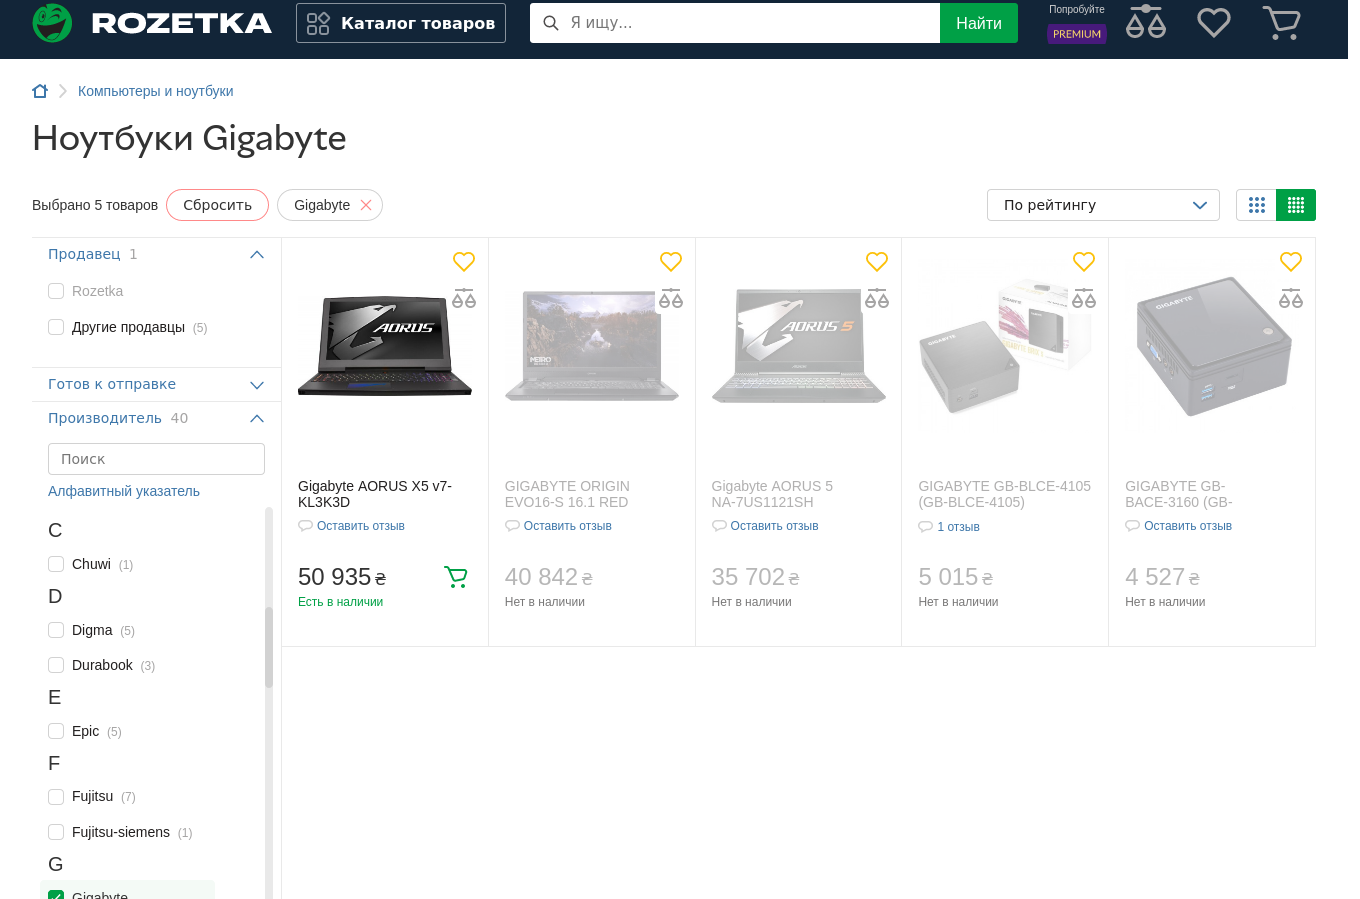 ROZETKA
Каталог товаров
Я ищу...
Найти
Попробуйте
PREMIUM
Компьютеры и ноутбуки
Ноутбуки Gigabyte
Выбрано 5 товаров
Сбросить
Gigabyte
По рейтингу
Продавец 1
Rozetka
Другие продавцы (5)
Готов к отправке
Производитель 40
Поиск
Алфавитный указатель
C
Chuwi (1)
D
Digma (5)
Durabook (3)
E
Epic (5)
F
Fujitsu (7)
Fujitsu-siemens (1)
G
Gigabyte
AORUS
Gigabyte AORUS X5 v7-
KL3K3D
Оставить отзыв
50 935 ₴
Есть в наличии
METRO
GIGABYTE ORIGIN
EVO16-S 16.1 RED
Оставить отзыв
40 842 ₴
Нет в наличии
AORUS 5
Gigabyte AORUS 5
NA-7US1121SH
Оставить отзыв
35 702 ₴
Нет в наличии
GIGABYTE
GIGABYTE GB-BLCE-4105
(GB-BLCE-4105)
1 отзыв
5 015 ₴
Нет в наличии
GIGABYTE
GIGABYTE GB-
BACE-3160 (GB-
Оставить отзыв
4 527 ₴
Нет в наличии